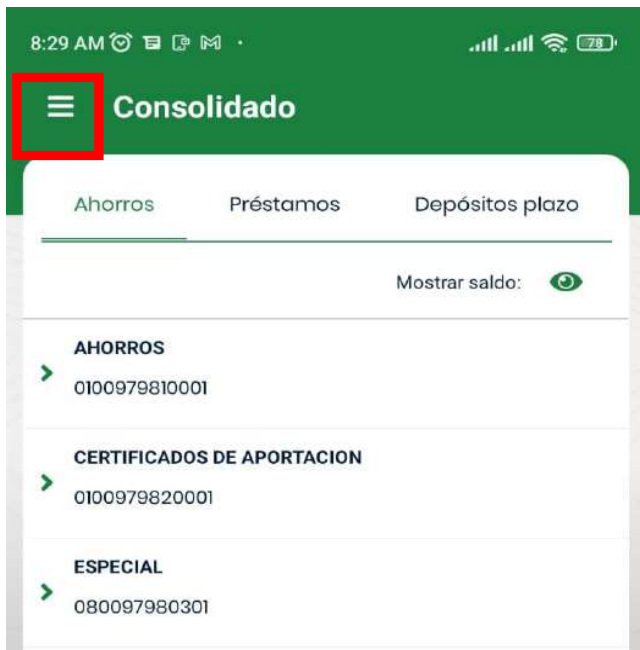 8:29 AM
78
Consolidado
Ahorros Préstamos Depósitos plazo
Mostrar saldo:
AHORROS
0100979810001
CERTIFICADOS DE APORTACION
0100979820001
ESPECIAL
080097980301